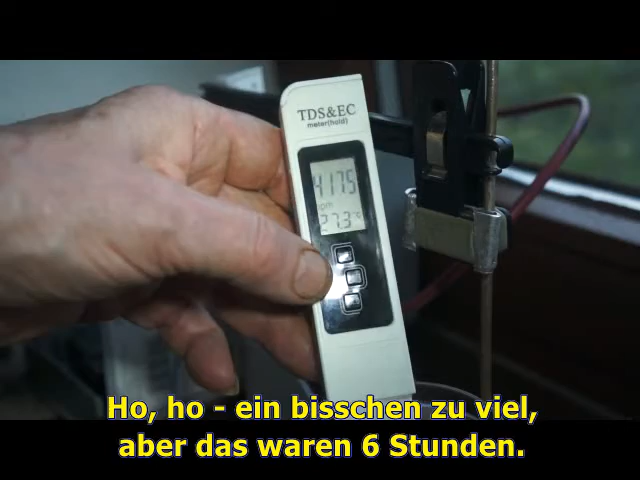 TDS&EC
meter(hold)
4175
ppm
27.3°C
Ho, ho - ein bisschen zu viel,
aber das waren 6 Stunden.